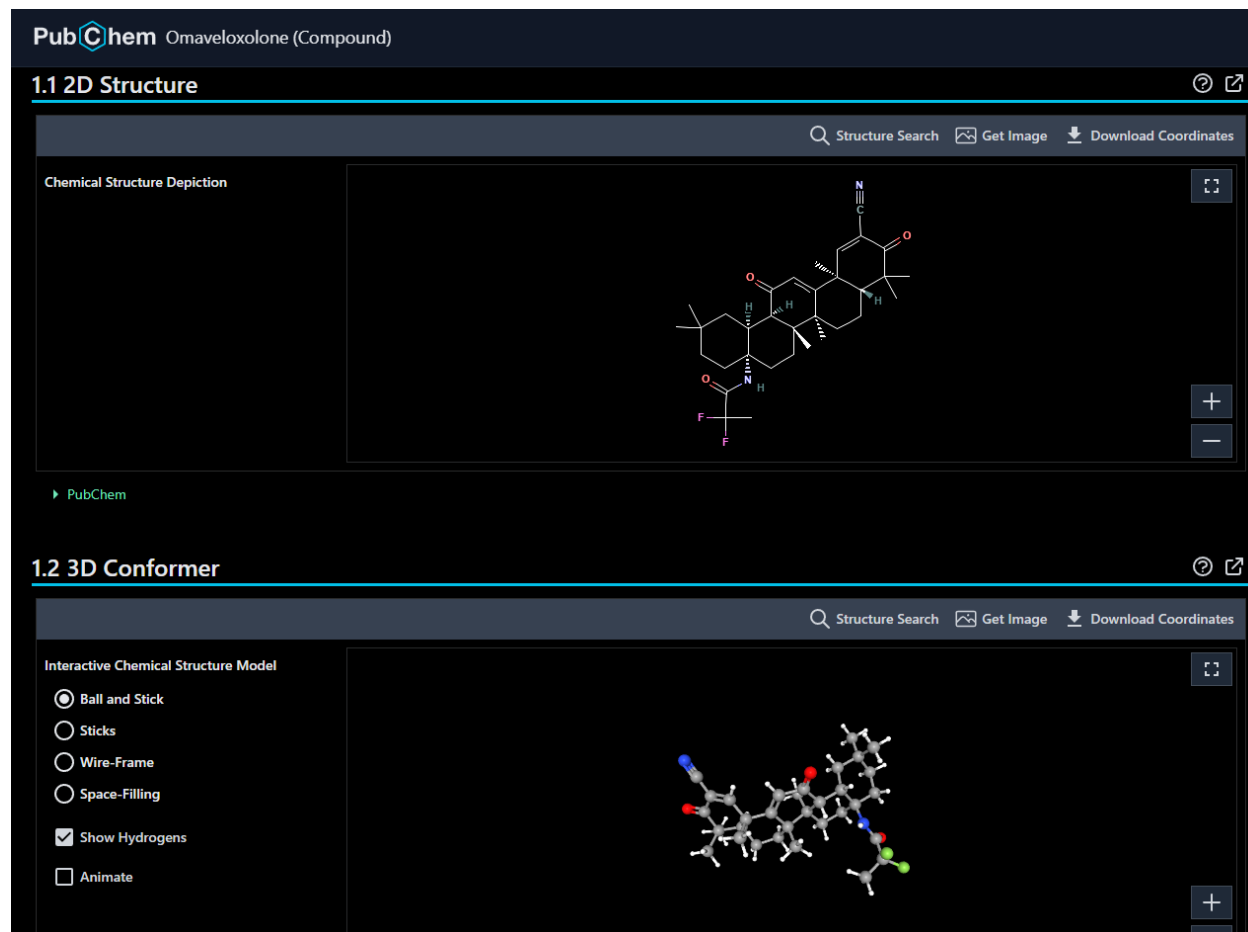 PubChem Omaveloxolone (Compound)
1.1 2D Structure
Structure Search Get Image Download Coordinates
Chemical Structure Depiction
N
C
O
O
H
H
H
O
N
H
F
F
PubChem
1.2 3D Conformer
Structure Search Get Image Download Coordinates
Interactive Chemical Structure Model
Ball and Stick
Sticks
Wire-Frame
Space-Filling
Show Hydrogens
Animate